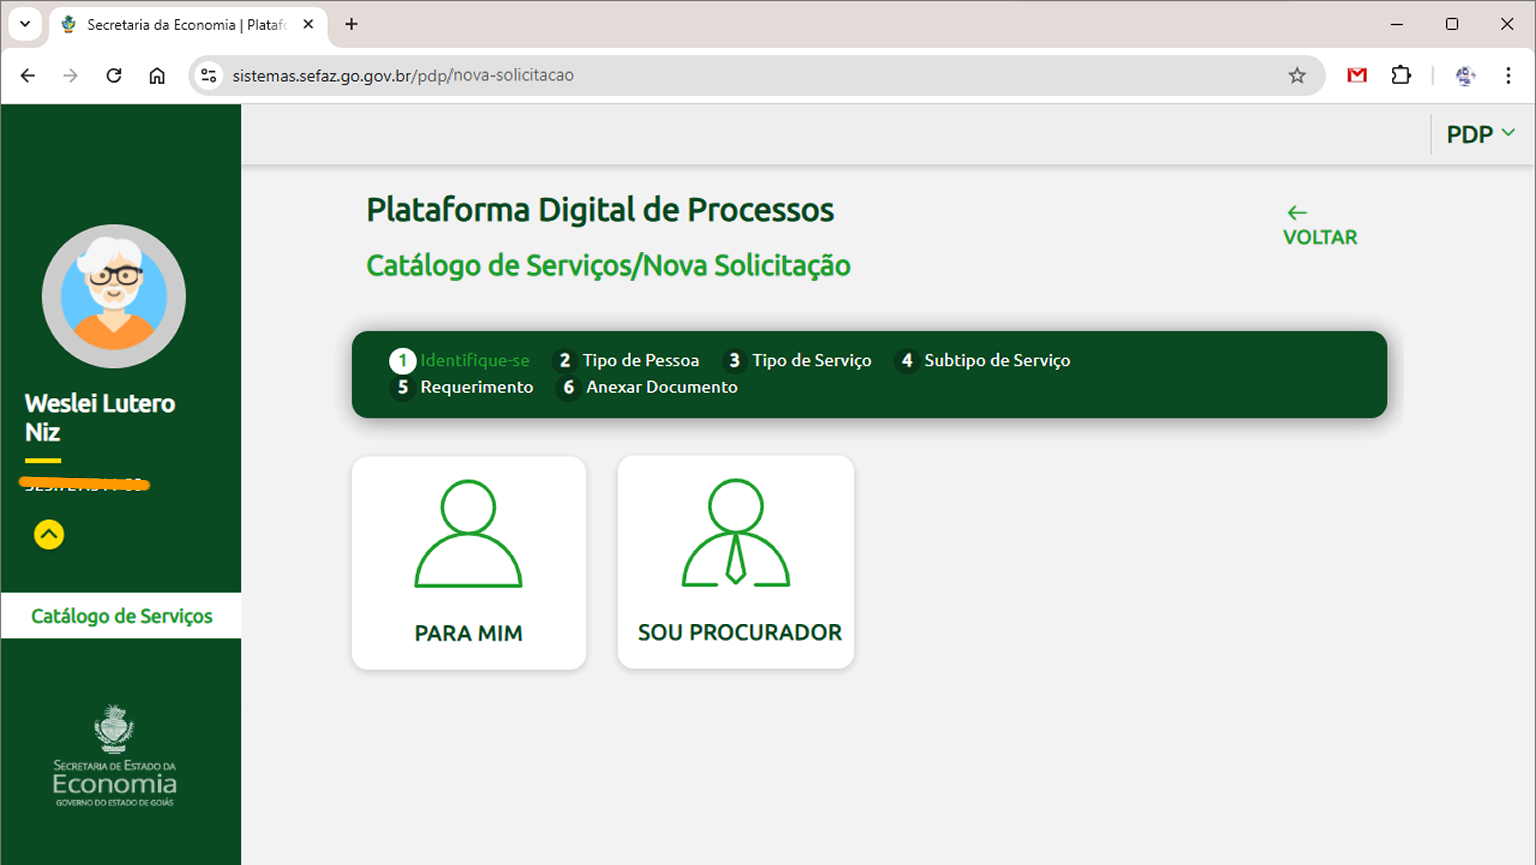 Secretaria da Economia | Plataf
sistemas.sefaz.go.gov.br/pdp/nova-solicitacao
PDP
Plataforma Digital de Processos
VOLTAR
Catálogo de Serviços/Nova Solicitação
1 Identifique-se 2 Tipo de Pessoa 3 Tipo de Serviço 4 Subtipo de Serviço
5 Requerimento 6 Anexar Documento
Weslei Lutero
Niz
PARA MIM
SOU PROCURADOR
Catálogo de Serviços
SECRETARIA DE ESTADO DA
Economia
GOVERNO DO ESTADO DE GOIÁS